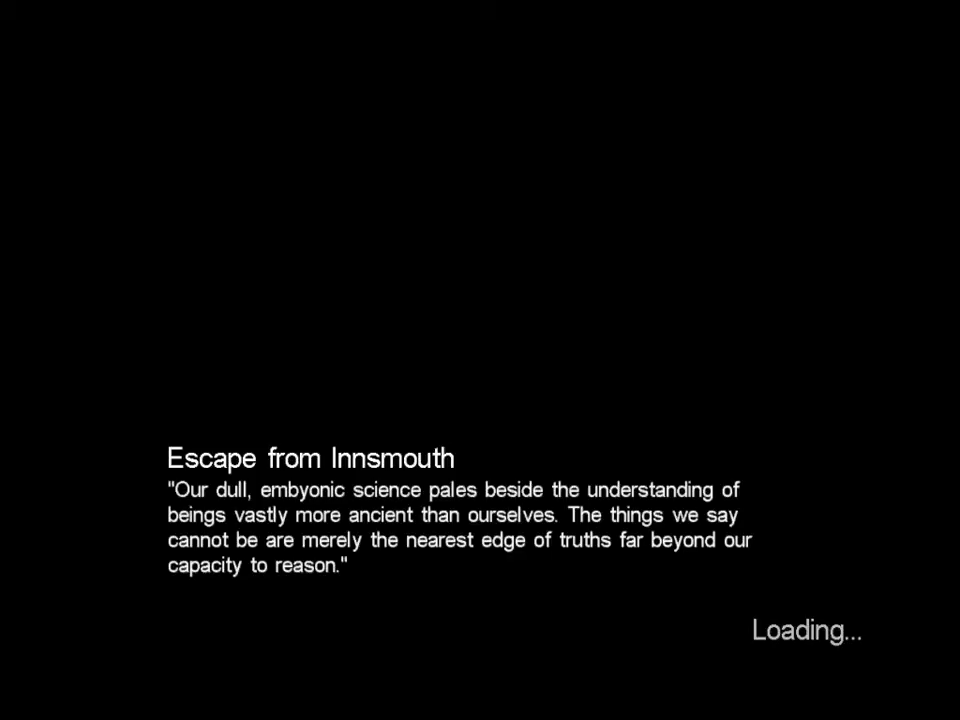 Escape from Innsmouth
"Our dull, embyonic science pales beside the understanding of
beings vastly more ancient than ourselves. The things we say
cannot be are merely the nearest edge of truths far beyond our
capacity to reason."
Loading...